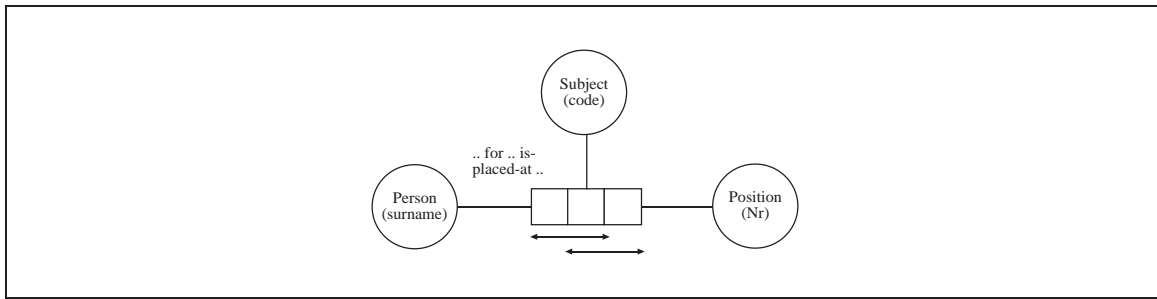 Subject
(code)
.. for .. is-
placed-at ..
Person
(surname)
Position
(Nr)